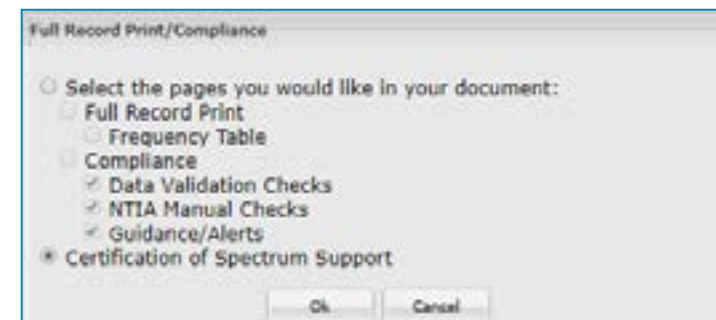 Full Record Print/Compliance
Select the pages you would like in your document:
Full Record Print
Frequency Table
Compliance
Data Validation Checks
NTIA Manual Checks
Guidance/Alerts
Certification of Spectrum Support
Ok Cancel